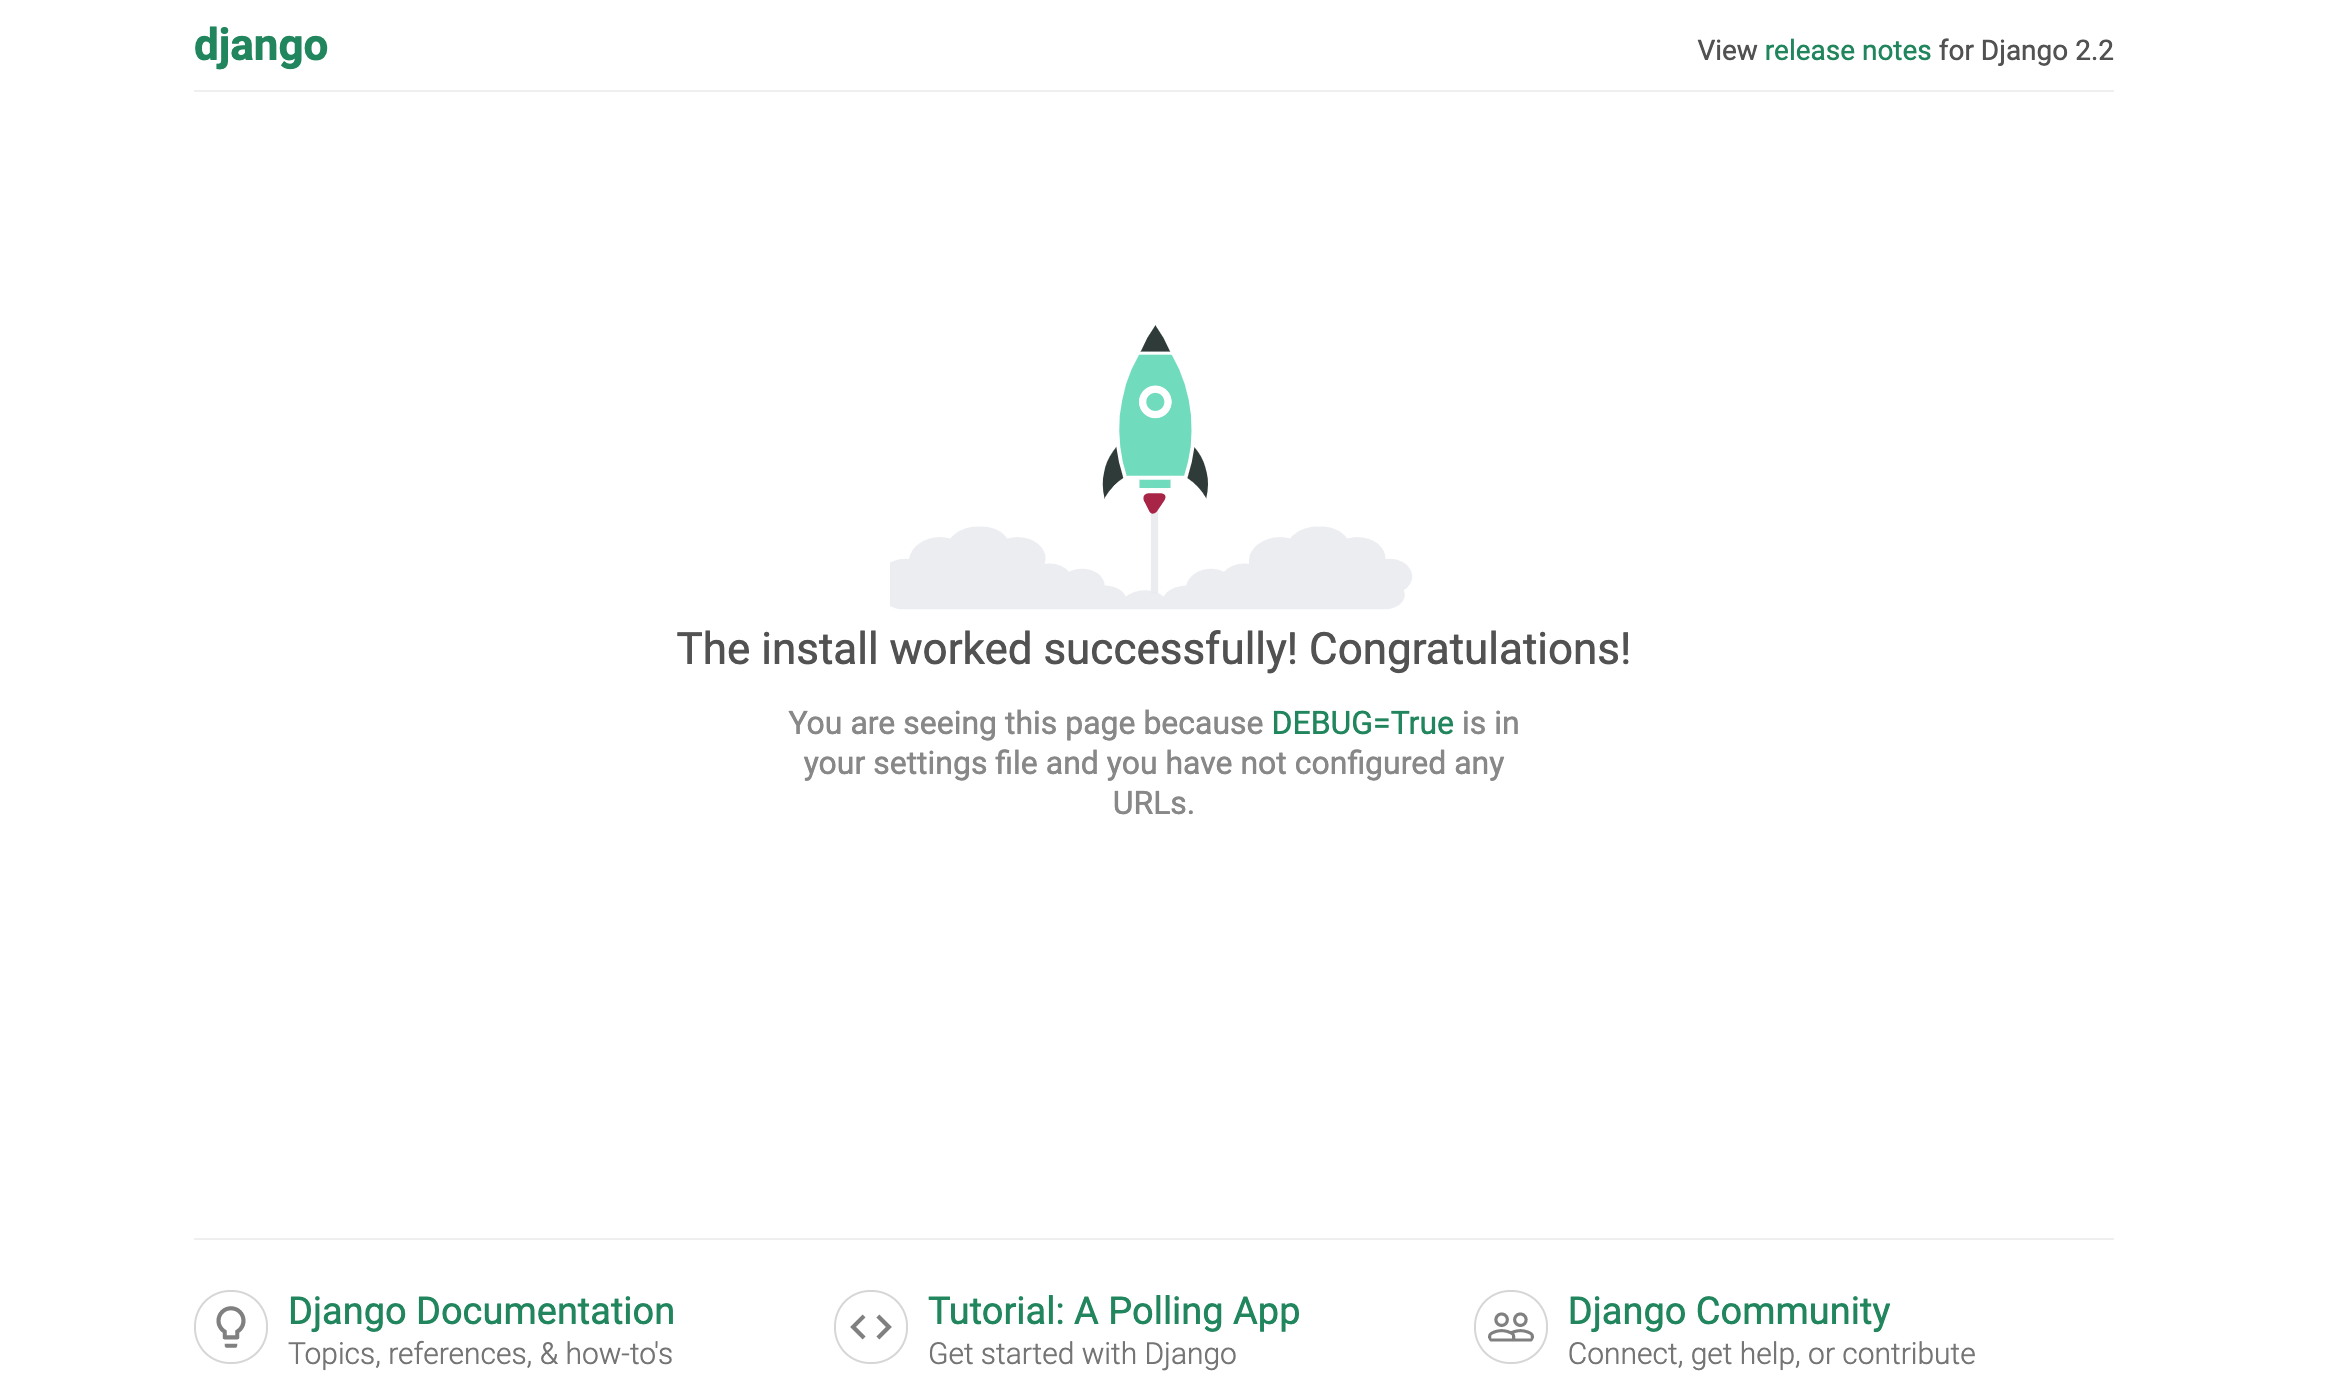 django
View release notes for Django 2.2
The install worked successfully! Congratulations!
You are seeing this page because DEBUG=True is in
your settings file and you have not configured any
URLs.
Django Documentation
Topics, references, & how-to's
Tutorial: A Polling App
Get started with Django
Django Community
Connect, get help, or contribute